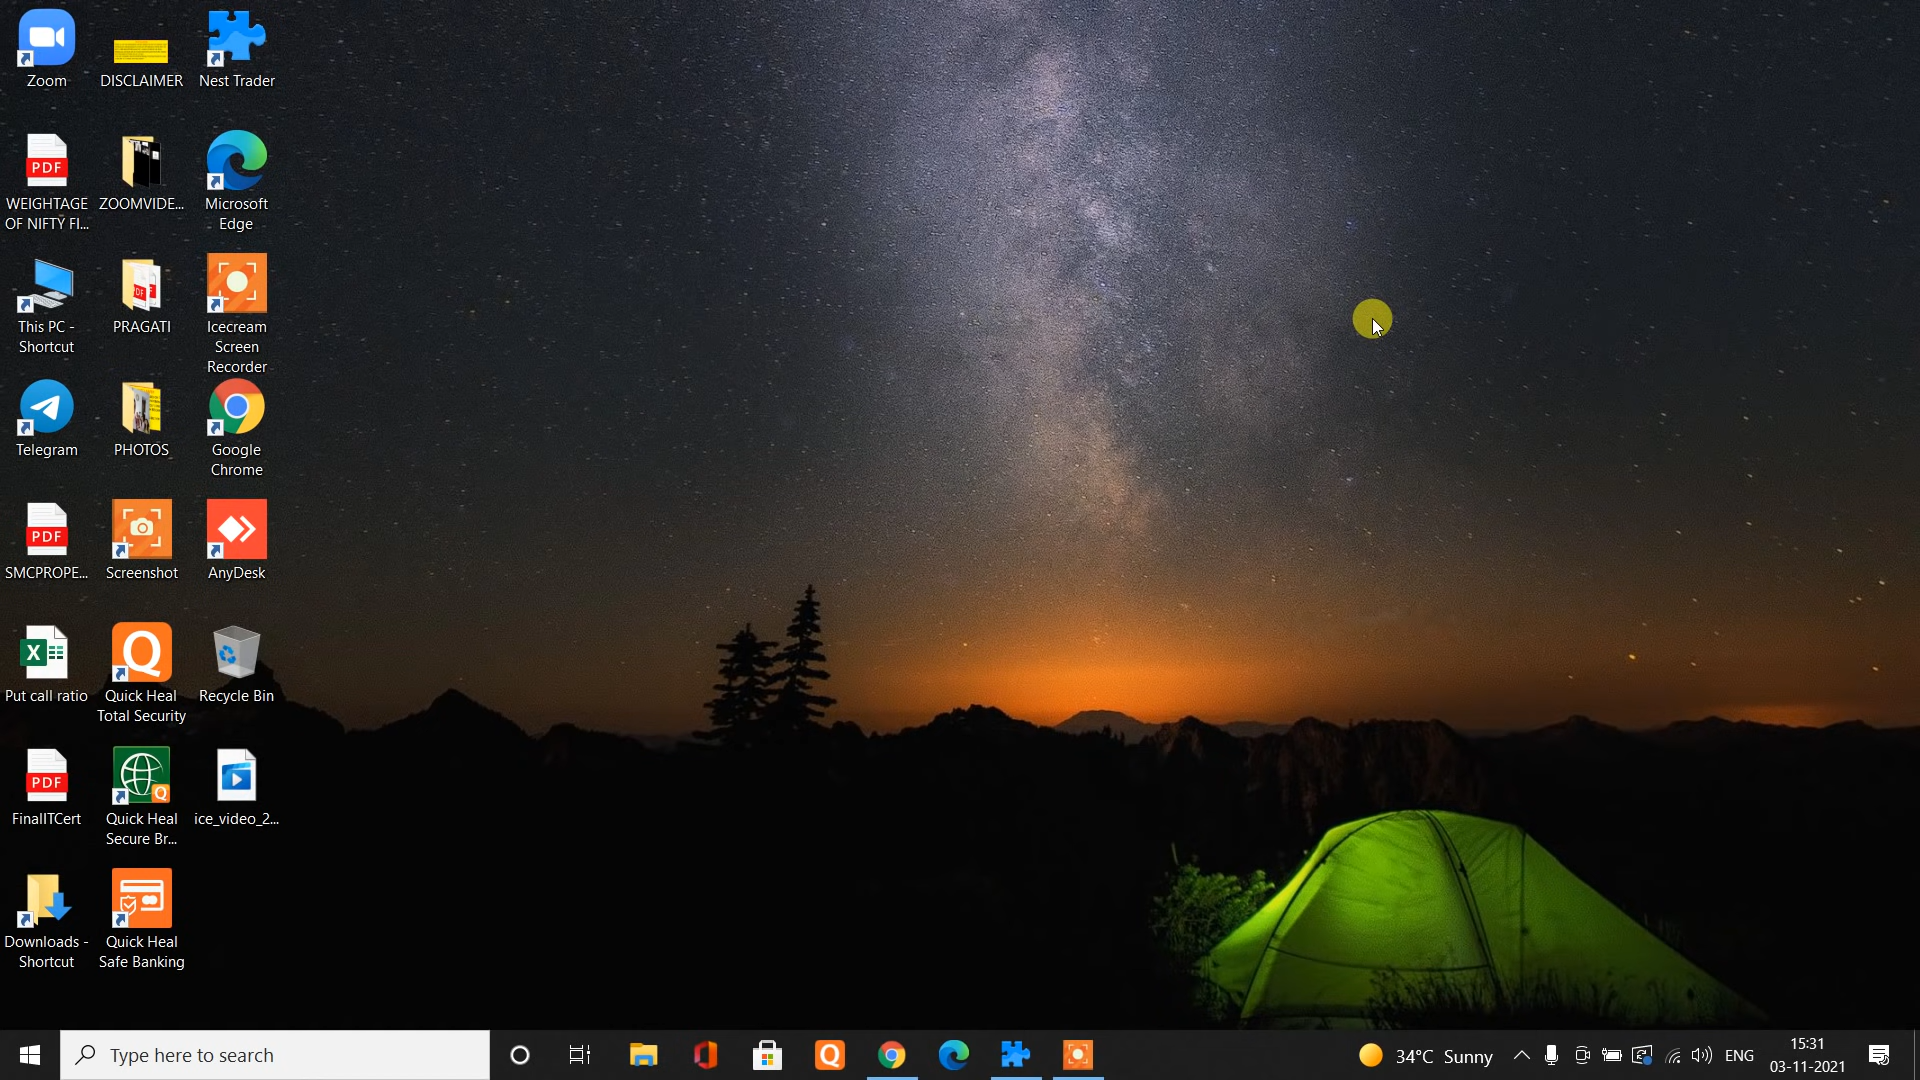 Zoom
DISCLAIMER
Nest Trader
PDF
WEIGHTAGE
OF NIFTY FI...
ZOOMVIDE...
Microsoft
Edge
This PC -
Shortcut
PRAGATI
Icecream
Screen
Recorder
Telegram
PHOTOS
Google
Chrome
PDF
SMCPROPE...
Screenshot
AnyDesk
Put call ratio
Quick Heal
Total Security
Recycle Bin
PDF
FinalITCert
Quick Heal
Secure Br...
ice_video_2...
Downloads -
Shortcut
Quick Heal
Safe Banking
Type here to search
34°C Sunny
ENG
15:31
03-11-2021